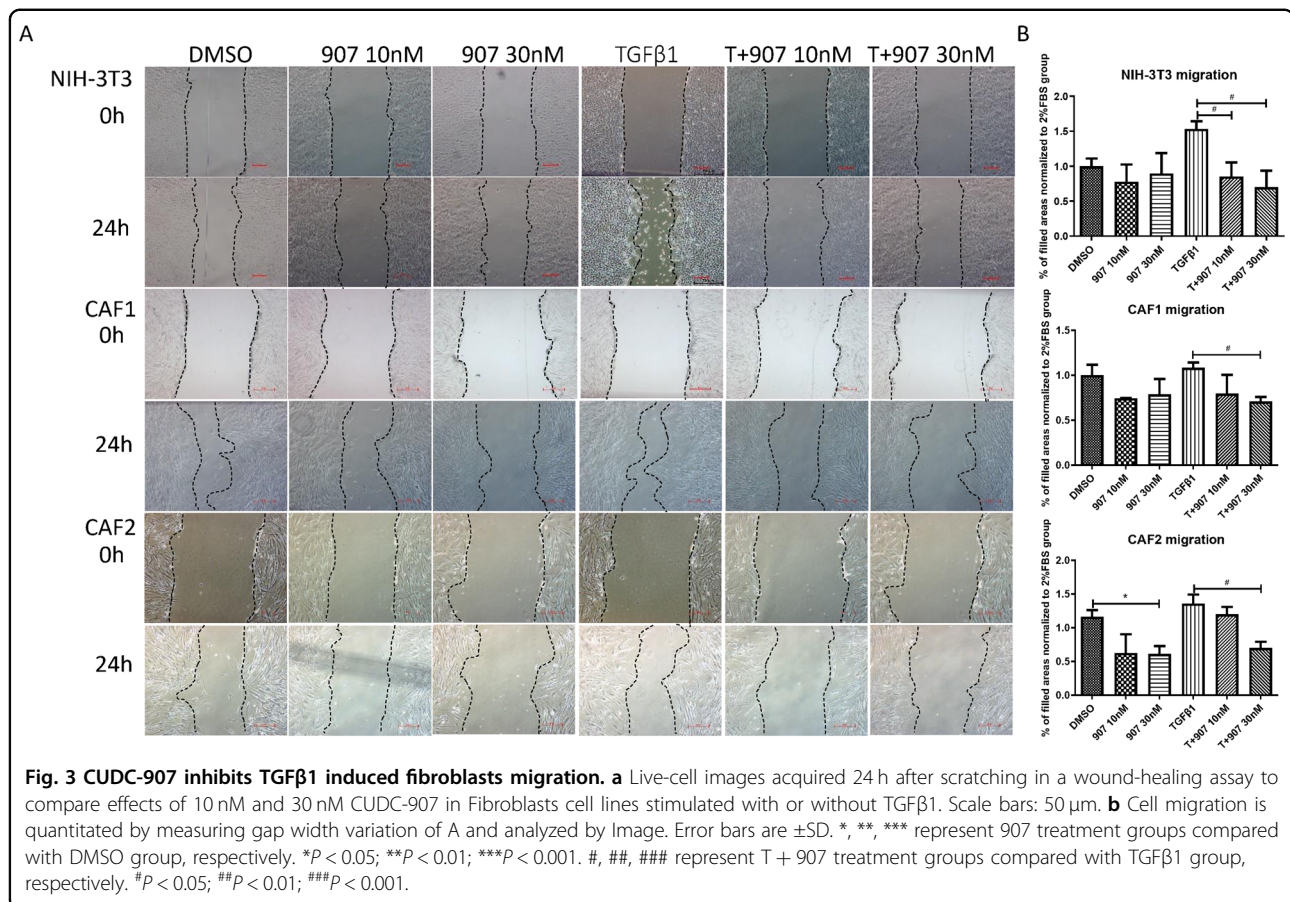 A
DMSO 907 10nM 907 30nM TGFβ1 T+907 10nM T+907 30nM
NIH-3T3
0h
24h
CAF1
0h
24h
CAF2
0h
24h
B
NIH-3T3 migration
% of filled areas normalized to 2%FBS group
2.0
1.5
1.0
0.5
0.0
# #
DMSO 907 10nM 907 30nM TGFβ1 T+907 10nM T+907 30nM
CAF1 migration
% of filled areas normalized to 2%FBS group
1.5
1.0
0.5
0.0
#
DMSO 907 10nM 907 30nM TGFβ1 T+907 10nM T+907 30nM
CAF2 migration
% of filled areas normalized to 2%FBS group
2.0
1.5
1.0
0.5
0.0
* #
DMSO 907 10nM 907 30nM TGFβ1 T+907 10nM T+907 30nM
Fig. 3 CUDC-907 inhibits TGFβ1 induced fibroblasts migration. a Live-cell images acquired 24 h after scratching in a wound-healing assay to
compare effects of 10 nM and 30 nM CUDC-907 in Fibroblasts cell lines stimulated with or without TGFβ1. Scale bars: 50 μm. b Cell migration is
quantitated by measuring gap width variation of A and analyzed by Image. Error bars are ±SD. *, **, *** represent 907 treatment groups compared
with DMSO group, respectively. *P < 0.05; **P < 0.01; ***P < 0.001. #, ##, ### represent T + 907 treatment groups compared with TGFβ1 group,
respectively. #P < 0.05; ##P < 0.01; ###P < 0.001.